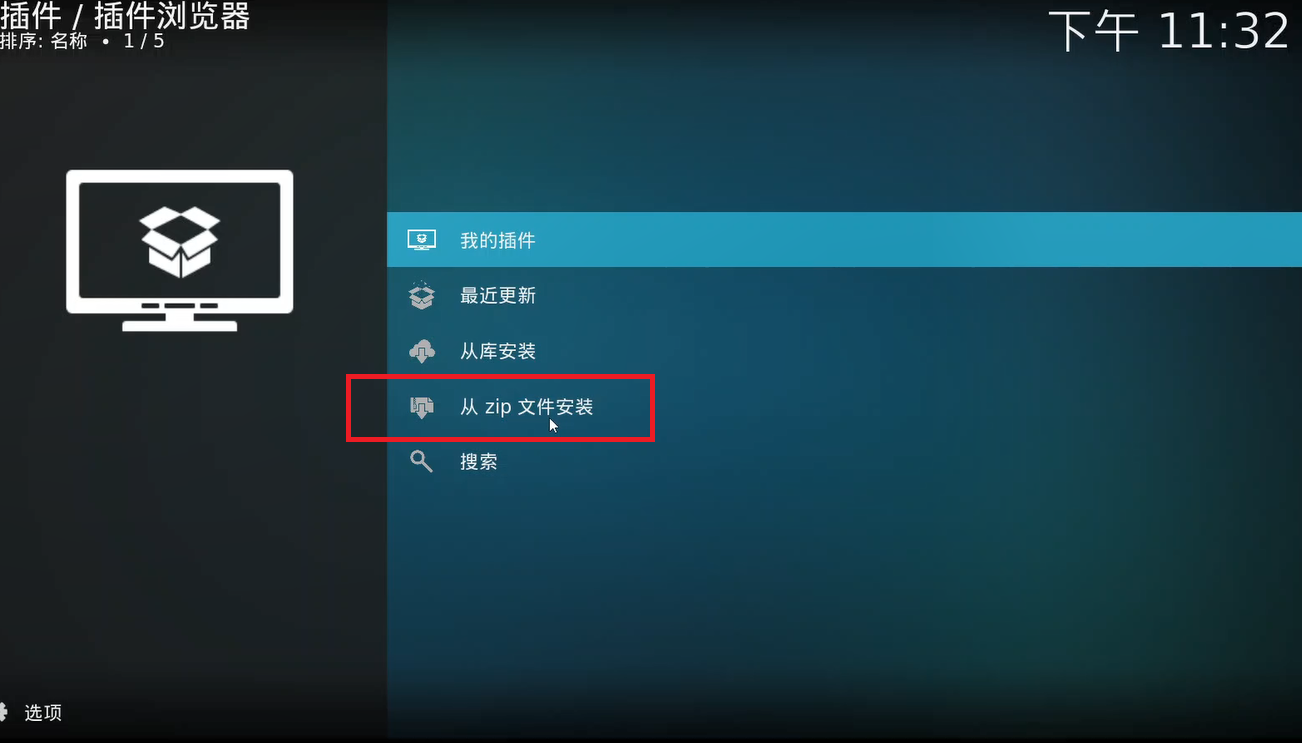 插件 / 插件浏览器
排序: 名称 • 1 / 5
下午 11:32
我的插件
最近更新
从库安装
从 zip 文件安装
搜索
选项